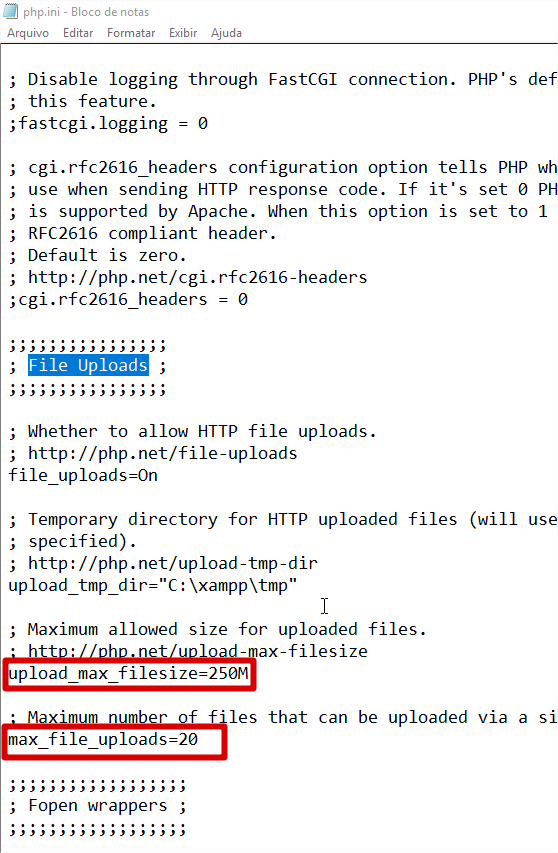 php.ini - Bloco de notas
Arquivo Editar Formatar Exibir Ajuda
; Disable logging through FastCGI connection. PHP's def
; this feature.
;fastcgi.logging = 0
; cgi.rfc2616_headers configuration option tells PHP wh
; use when sending HTTP response code. If it's set 0 PH
; is supported by Apache. When this option is set to 1
; RFC2616 compliant header.
; Default is zero.
; http://php.net/cgi.rfc2616-headers
;cgi.rfc2616_headers = 0
;;;;;;;;;;;;;;;;
; File Uploads ;
;;;;;;;;;;;;;;;;
; Whether to allow HTTP file uploads.
; http://php.net/file-uploads
file_uploads=On
; Temporary directory for HTTP uploaded files (will use
; specified).
; http://php.net/upload-tmp-dir
upload_tmp_dir="C:\xampp\tmp"
; Maximum allowed size for uploaded files.
; http://php.net/upload-max-filesize
upload_max_filesize=250M
; Maximum number of files that can be uploaded via a si
max_file_uploads=20
;;;;;;;;;;;;;;;;;;
; Fopen wrappers ;
;;;;;;;;;;;;;;;;;;